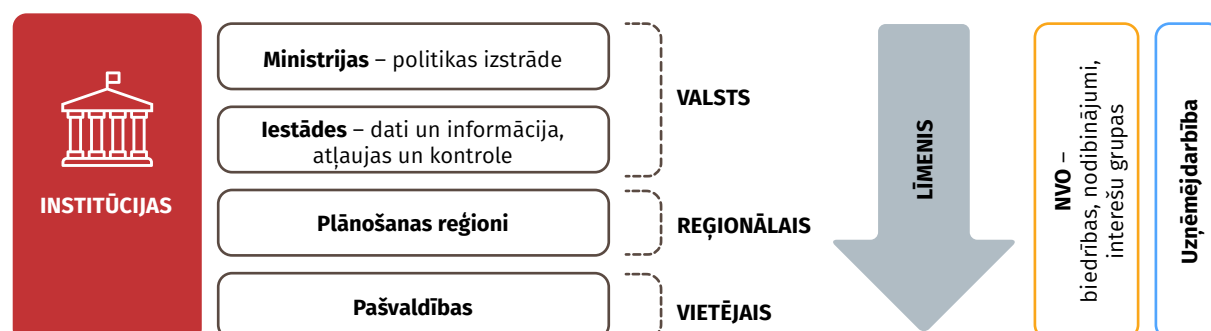 INSTITŪCIJAS
Ministrijas – politikas izstrāde
Iestādes – dati un informācija,
atļaujas un kontrole
Plānošanas reģioni
Pašvaldības
VALSTS
REĢIONĀLAIS
VIETĒJAIS
LĪMENIS
NVO –
biedrības, nodibinājumi,
interešu grupas
Uzņēmējdarbība